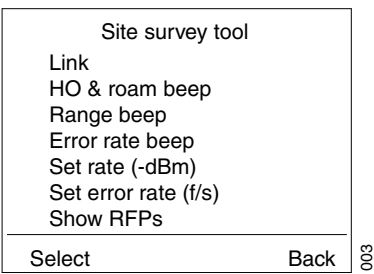 Site survey tool
Link
HO & roam beep
Range beep
Error rate beep
Set rate (-dBm)
Set error rate (f/s)
Show RFPs
Select Back
003